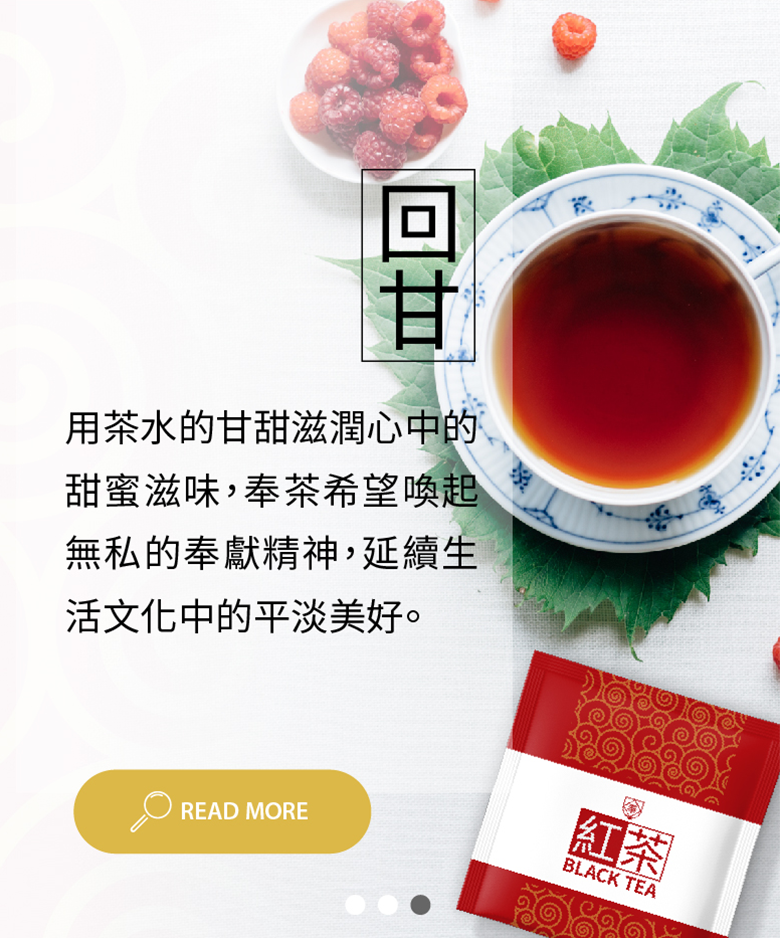 回甘
用茶水的甘甜滋潤心中的
甜蜜滋味，奉茶希望喚起
無私的奉獻精神，延續生
活文化中的平淡美好。
READ MORE
紅茶
BLACK TEA